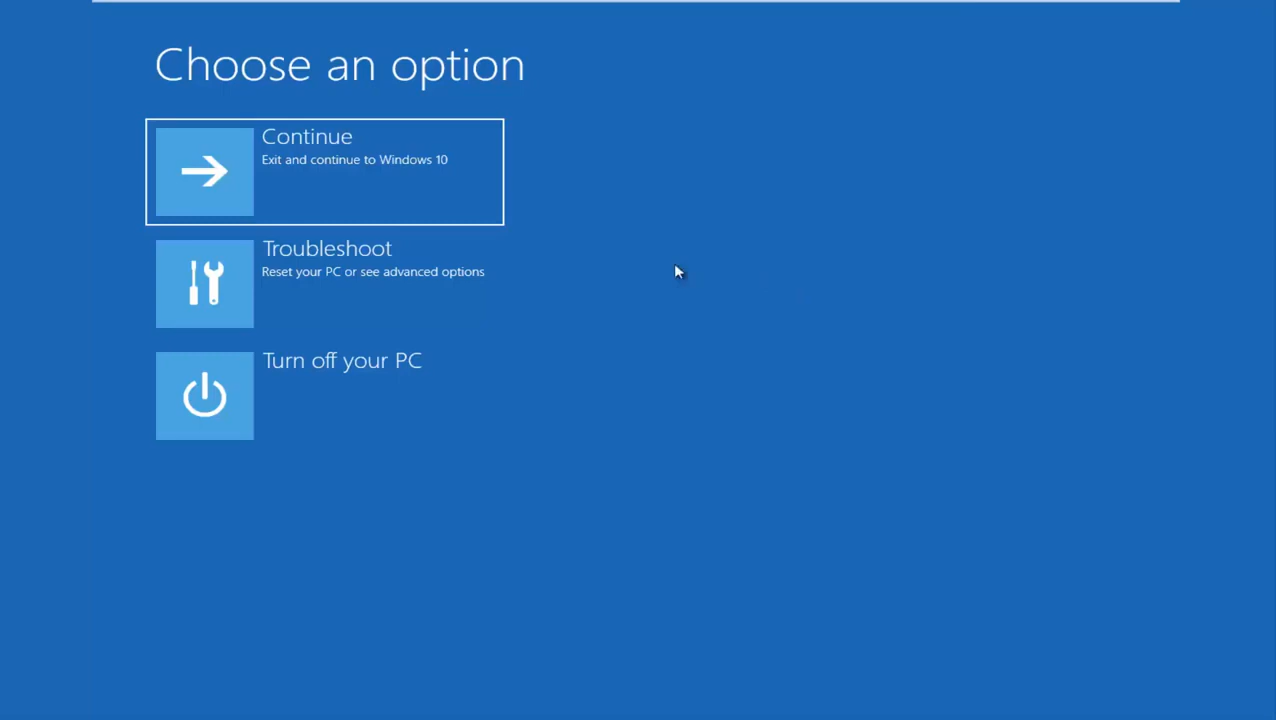 Choose an option
Continue
Exit and continue to Windows 10
Troubleshoot
Reset your PC or see advanced options
Turn off your PC